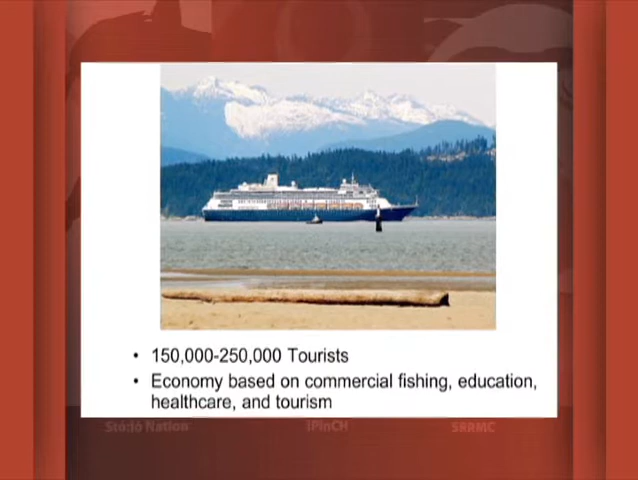 • 150,000-250,000 Tourists
• Economy based on commercial fishing, education,
healthcare, and tourism
Stó:lō Nation iPinCH SRRMC